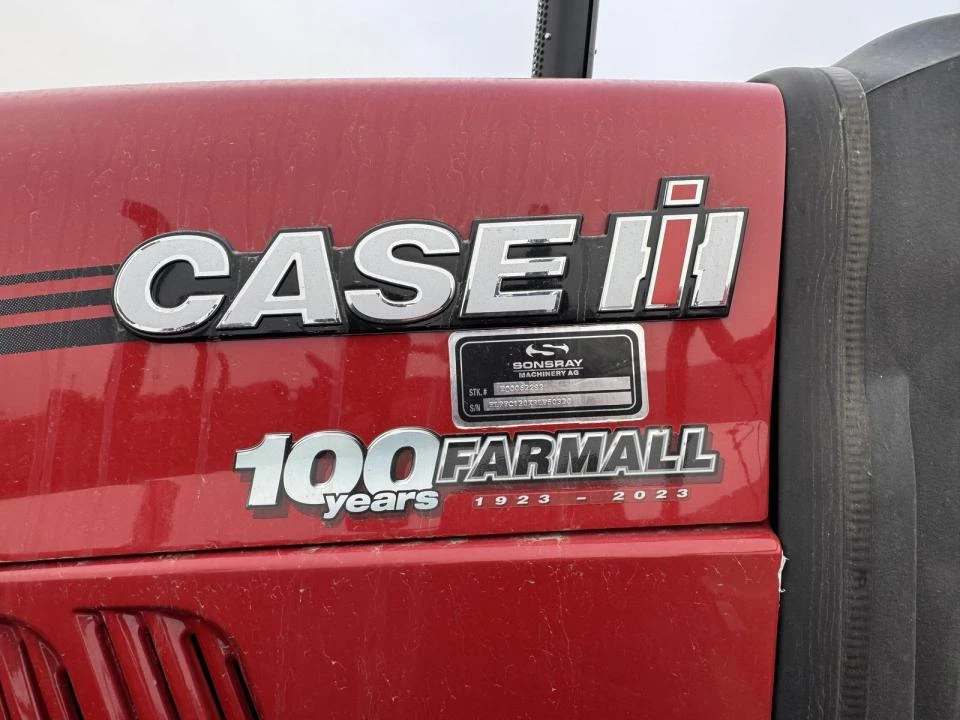 CASE IH
SONSRAY
MACHINERY AG
STK. #
S/N
100 years FARMALL
1923 - 2023